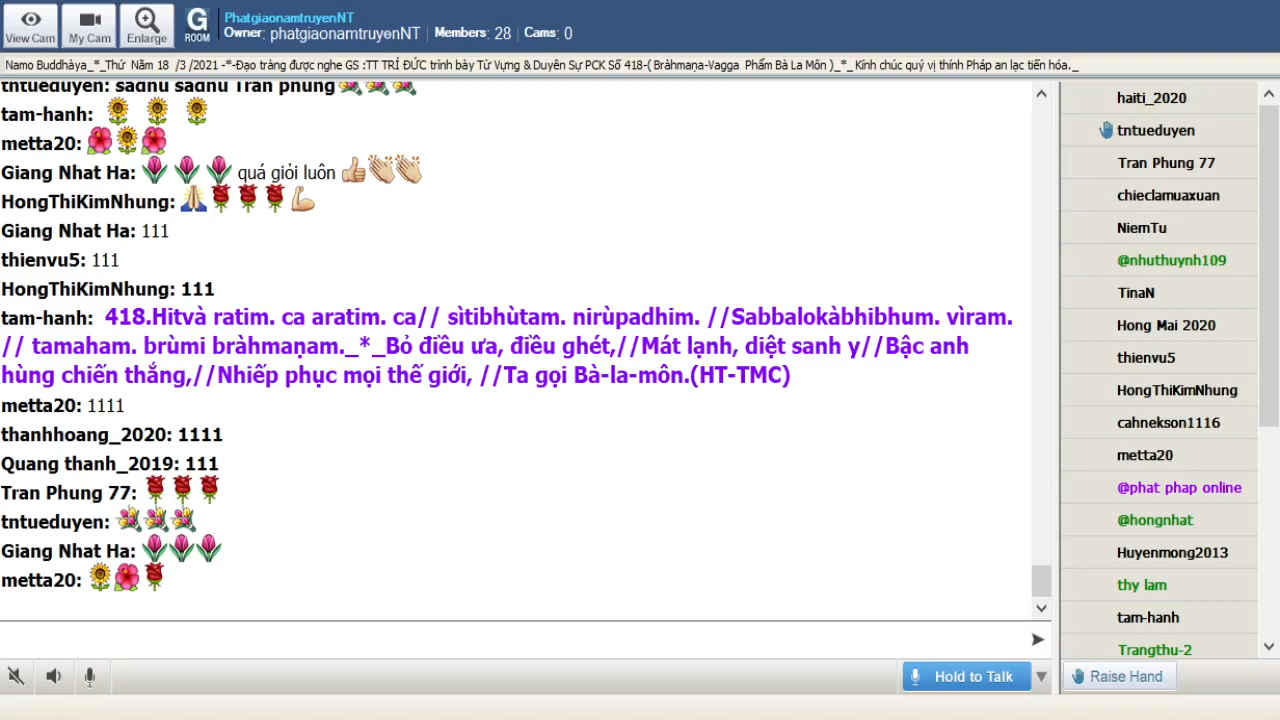 View Cam
My Cam
Enlarge
G
ROOM
PhatgiaonamtruyenNT
Owner: phatgiaonamtruyenNT | Members: 28 | Cams: 0
Namo Buddhàya_*_Thứ Năm 18 /3 /2021 -*-Đạo tràng được nghe GS :TT TRÍ ĐỨC trình bày Từ Vựng & Duyên Sự PCK Số 418-( Bràhmaṇa-Vagga Phẩm Bà La Môn )_*_ Kính chúc quý vị thính Pháp an lạc tiến hóa._
tntueduyen: sadhu sadhu Tran phung
tam-hanh:
metta20:
Giang Nhat Ha: quá giỏi luôn
HongThiKimNhung:
Giang Nhat Ha: 111
thienvu5: 111
HongThiKimNhung: 111
tam-hanh: 418.Hitvà ratim. ca aratim. ca// sìtibhùtam. nirùpadhim. //Sabbalokàbhibhum. vìram.
// tamaham. brùmi bràhmaṇam._*_Bỏ điều ưa, điều ghét,//Mát lạnh, diệt sanh y//Bậc anh
hùng chiến thắng,//Nhiếp phục mọi thế giới, //Ta gọi Bà-la-môn.(HT-TMC)
metta20: 1111
thanhhoang_2020: 1111
Quang thanh_2019: 111
Tran Phung 77:
tntueduyen:
Giang Nhat Ha:
metta20:
Hold to Talk
haiti_2020
tntueduyen
Tran Phung 77
chieclamuaxuan
NiemTu
@nhuthuynh109
TinaN
Hong Mai 2020
thienvu5
HongThiKimNhung
cahnekson1116
metta20
@phat phap online
@hongnhat
Huyenmong2013
thy lam
tam-hanh
Trangthu-2
Raise Hand